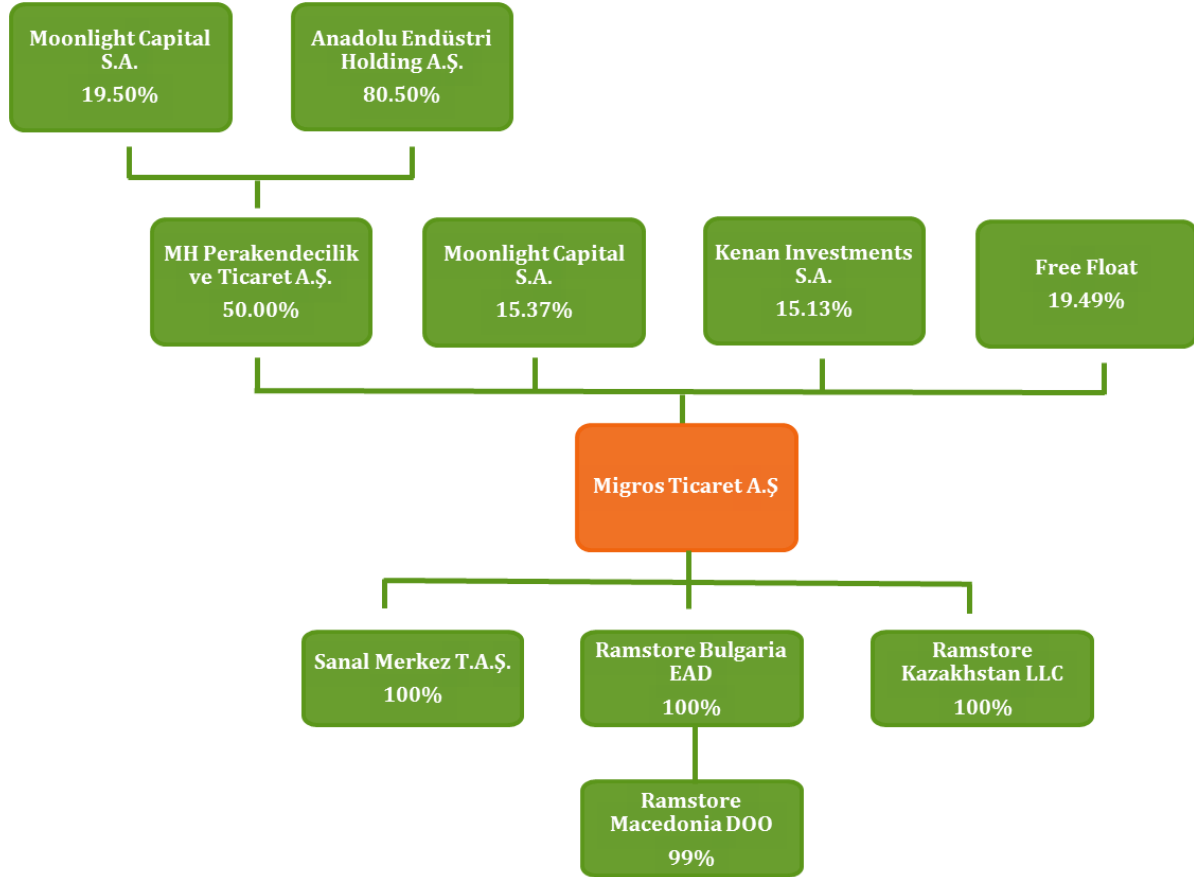 Moonlight Capital
S.A.
19.50%
Anadolu Endüstri
Holding A.Ş.
80.50%
MH Perakendecilik
ve Ticaret A.Ş.
50.00%
Moonlight Capital
S.A.
15.37%
Kenan Investments
S.A.
15.13%
Free Float
19.49%
Migros Ticaret A.Ş
Sanal Merkez T.A.Ş.
100%
Ramstore Bulgaria
EAD
100%
Ramstore
Kazakhstan LLC
100%
Ramstore
Macedonia DOO
99%